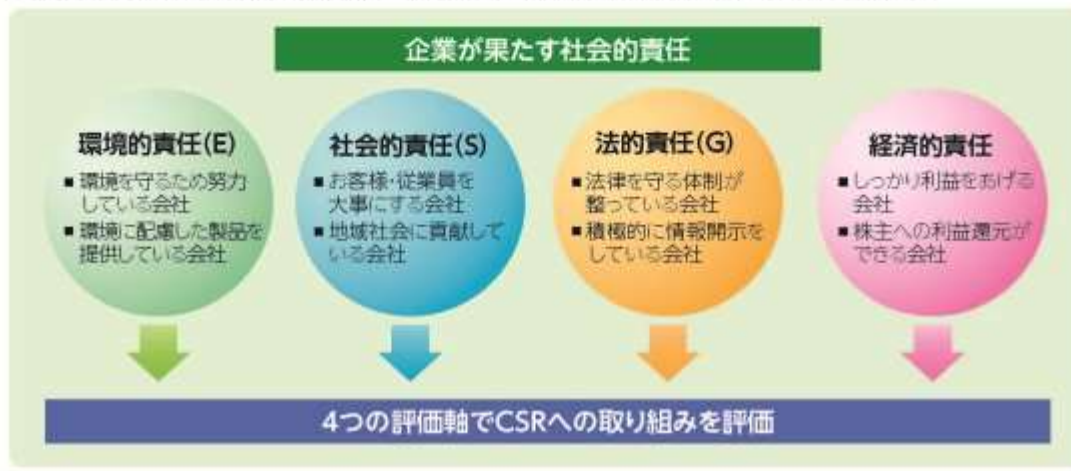 企業が果たす社会的責任
環境的責任(E)
■ 環境を守るため努力
している会社
■ 環境に配慮した製品を
提供している会社
社会的責任(S)
■ お客様・従業員を
大事にする会社
■ 地域社会に貢献して
いる会社
法的責任(G)
■ 法律を守る体制が
整っている会社
■ 積極的に情報開示を
している会社
経済的責任
■ しっかり利益をあげる
会社
■ 株主への利益還元が
できる会社
4つの評価軸でCSRへの取り組みを評価